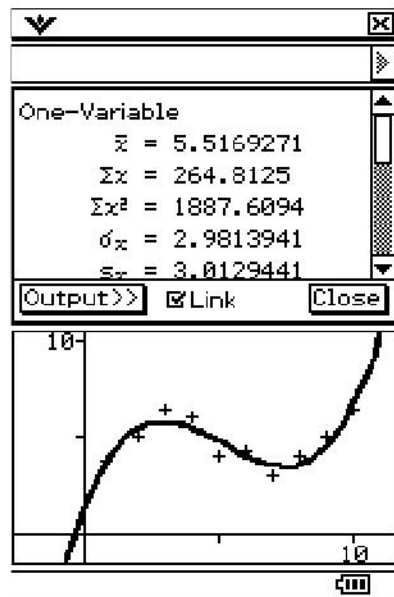 One-Variable
x̄ = 5.5169271
Σx = 264.8125
Σx² = 1887.6094
σx = 2.9813941
sx = 3.0129441
Output>> Link Close
10
10